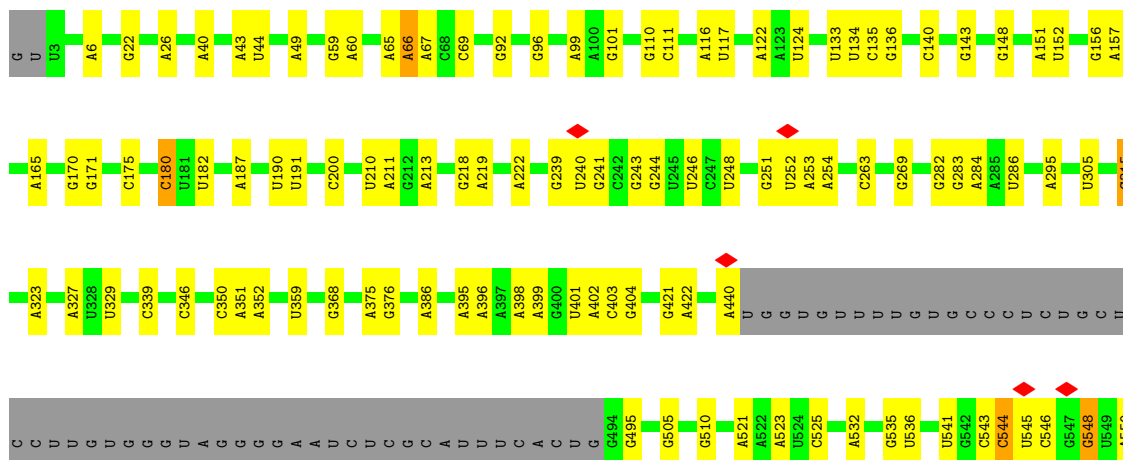 G U U3 A6 G22 A26 A40 A43 U44 A49 G59 A60 A65 A66 A67 C68 C69 G92 G96 A99 A100 G101 G110 C111 A116 U117 A122 A123 U124 U133 U134 C135 G136 C140 G143 G148 A151 U152 G156 A157
A165 G170 G171 C175 C180 U181 U182 A187 U190 U191 C200 U210 A211 G212 A213 G218 A219 A222 G239 U240 G241 C242 G243 G244 U245 U246 C247 U248 G251 U252 A253 A254 C263 G269 G282 G283 A284 A285 U286 A295 U305
A323 A327 U328 U329 C339 C346 C350 A351 A352 U359 G368 A375 G376 A386 A395 A396 A397 A398 A399 G400 U401 A402 C403 G404 G421 A422 A440 U G G U G U U U U G U G C C C U C U G C U
C C U U G U G G G U A G G G G A A U C U C G C A U U U C A C U G G494 G495 G505 G510 A521 A522 A523 U524 C525 A532 G535 U536 U541 G542 C543 C544 U545 C546 G547 G548 U549